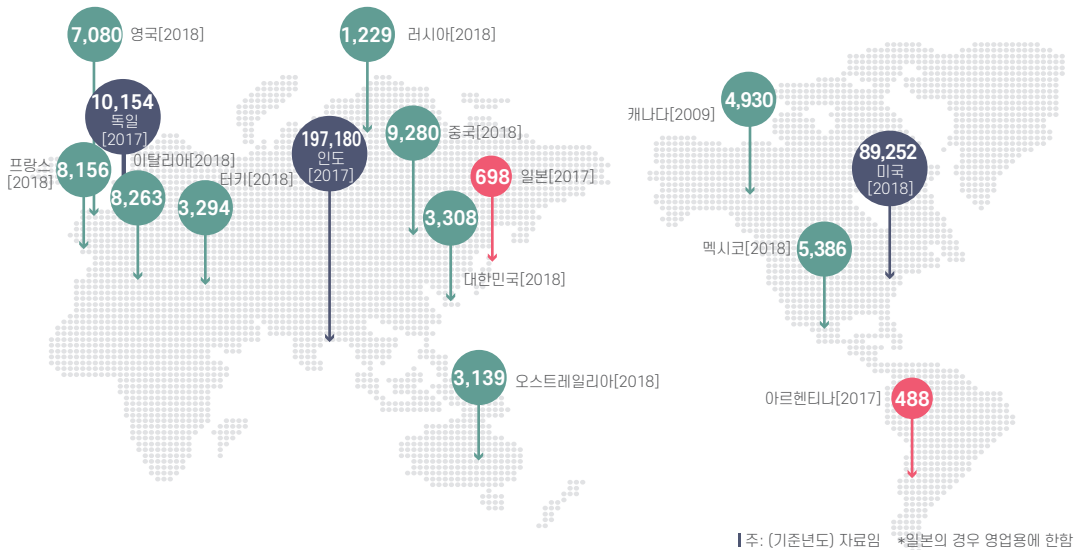 7,080 영국[2018]
1,229 러시아[2018]
10,154
독일
[2017]
프랑스
[2018]
8,156
이탈리아[2018]
8,263
터키[2018]
3,294
197,180
인도
[2017]
9,280 중국[2018]
698 일본[2017]
3,308
대한민국[2018]
3,139 오스트레일리아[2018]
캐나다[2009] 4,930
89,252
미국
[2018]
멕시코[2018] 5,386
아르헨티나[2017] 488
주: (기준년도) 자료임 *일본의 경우 영업용에 한함